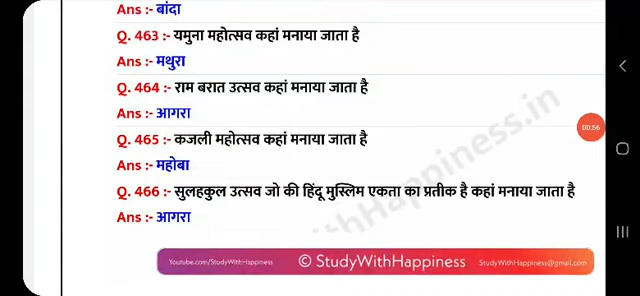 Ans :- बांदा
Q. 463 :- यमुना महोत्सव कहां मनाया जाता है
Ans :- मथुरा
Q. 464 :- राम बरात उत्सव कहां मनाया जाता है
Ans :- आगरा
00:56
Q. 465 :- कजली महोत्सव कहां मनाया जाता है
Ans :- महोबा
Q. 466 :- सुलहकुल उत्सव जो की हिंदू मुस्लिम एकता का प्रतीक है कहां मनाया जाता है
Ans :- आगरा
withHappiness.in
Youtube.com/StudyWithHappiness © StudyWithHappiness StudyWithHappiness@gmail.com